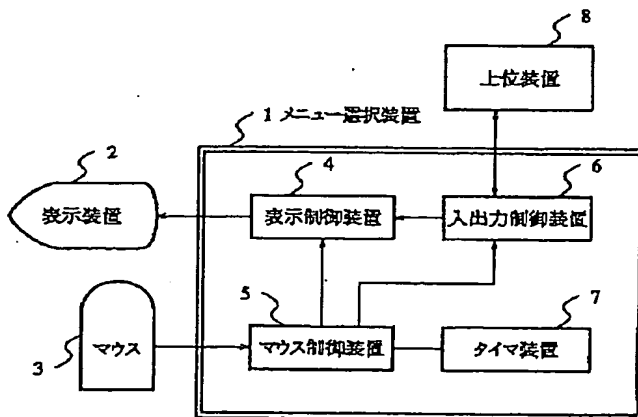 8
上位装置
1 メニュー選択装置
2
表示装置
4
表示制御装置
6
入出力制御装置
3
マウス
5
マウス制御装置
7
タイマ装置